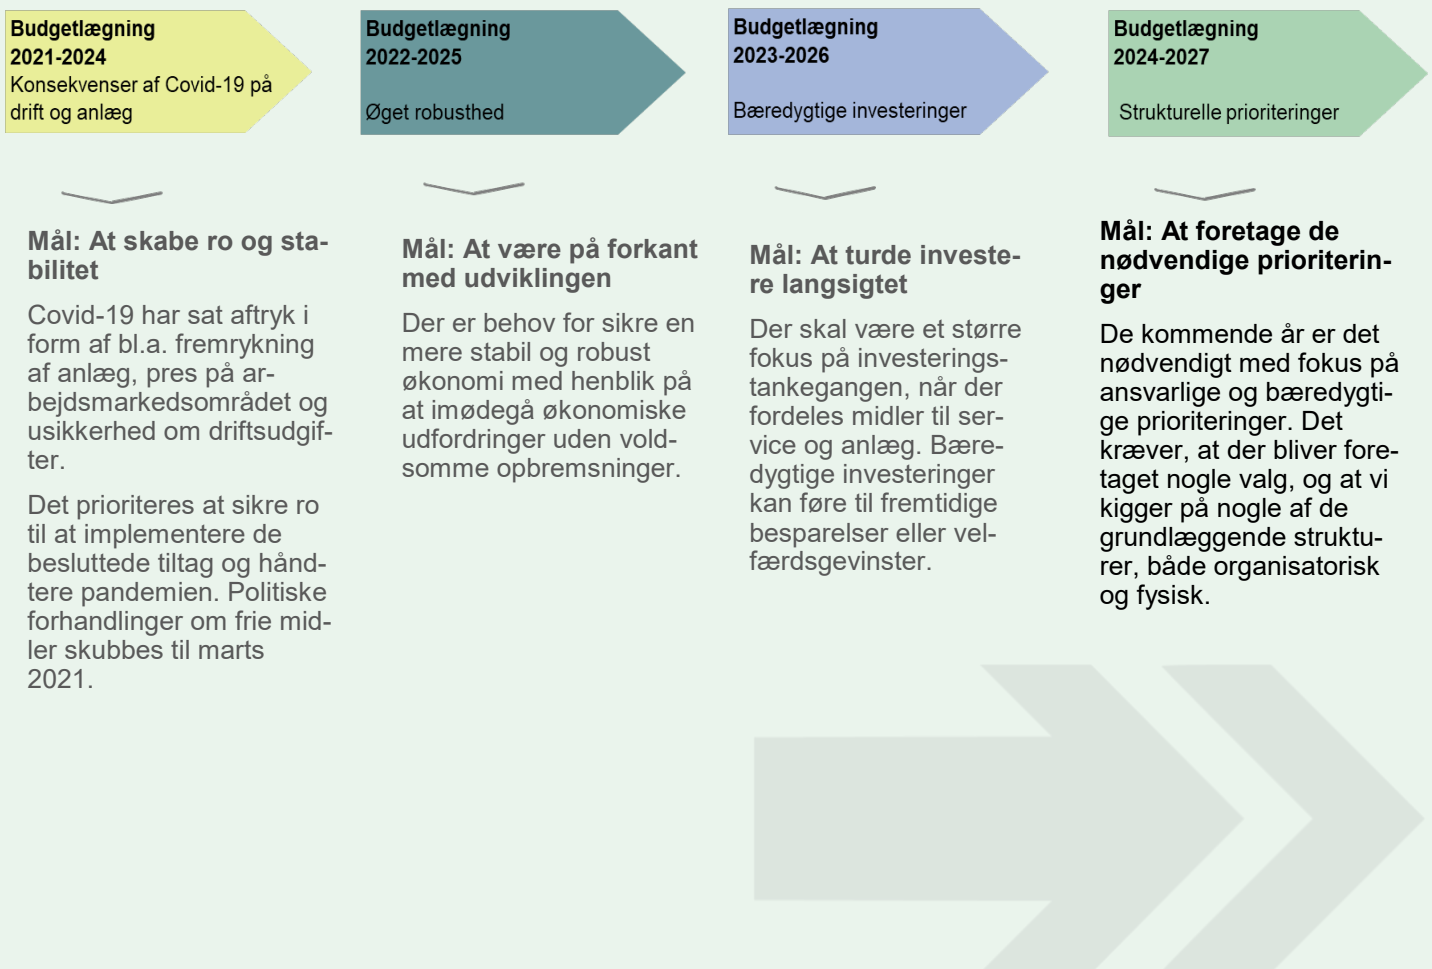 Budgetlægning
2021-2024
Konsekvenser af Covid-19 på
drift og anlæg
Budgetlægning
2022-2025
Øget robusthed
Budgetlægning
2023-2026
Bæredygtige investeringer
Budgetlægning
2024-2027
Strukturelle prioriteringer
Mål: At skabe ro og sta-
bilitet
Covid-19 har sat aftryk i
form af bl.a. fremrykning
af anlæg, pres på ar-
bejdsmarkedsområdet og
usikkerhed om driftsudgif-
ter.
Det prioriteres at sikre ro
til at implementere de
besluttede tiltag og hånd-
tere pandemien. Politiske
forhandlinger om frie mid-
ler skubbes til marts
2021.
Mål: At være på forkant
med udviklingen
Der er behov for sikre en
mere stabil og robust
økonomi med henblik på
at imødegå økonomiske
udfordringer uden vold-
somme opbremsninger.
Mål: At turde investe-
re langsigtet
Der skal være et større
fokus på investerings-
tankegangen, når der
fordeles midler til ser-
vice og anlæg. Bære-
dygtige investeringer
kan føre til fremtidige
besparelser eller vel-
færdsgevinster.
Mål: At foretage de
nødvendige prioriterin-
ger
De kommende år er det
nødvendigt med fokus på
ansvarlige og bæredygti-
ge prioriteringer. Det
kræver, at der bliver fore-
taget nogle valg, og at vi
kigger på nogle af de
grundlæggende struktu-
rer, både organisatorisk
og fysisk.